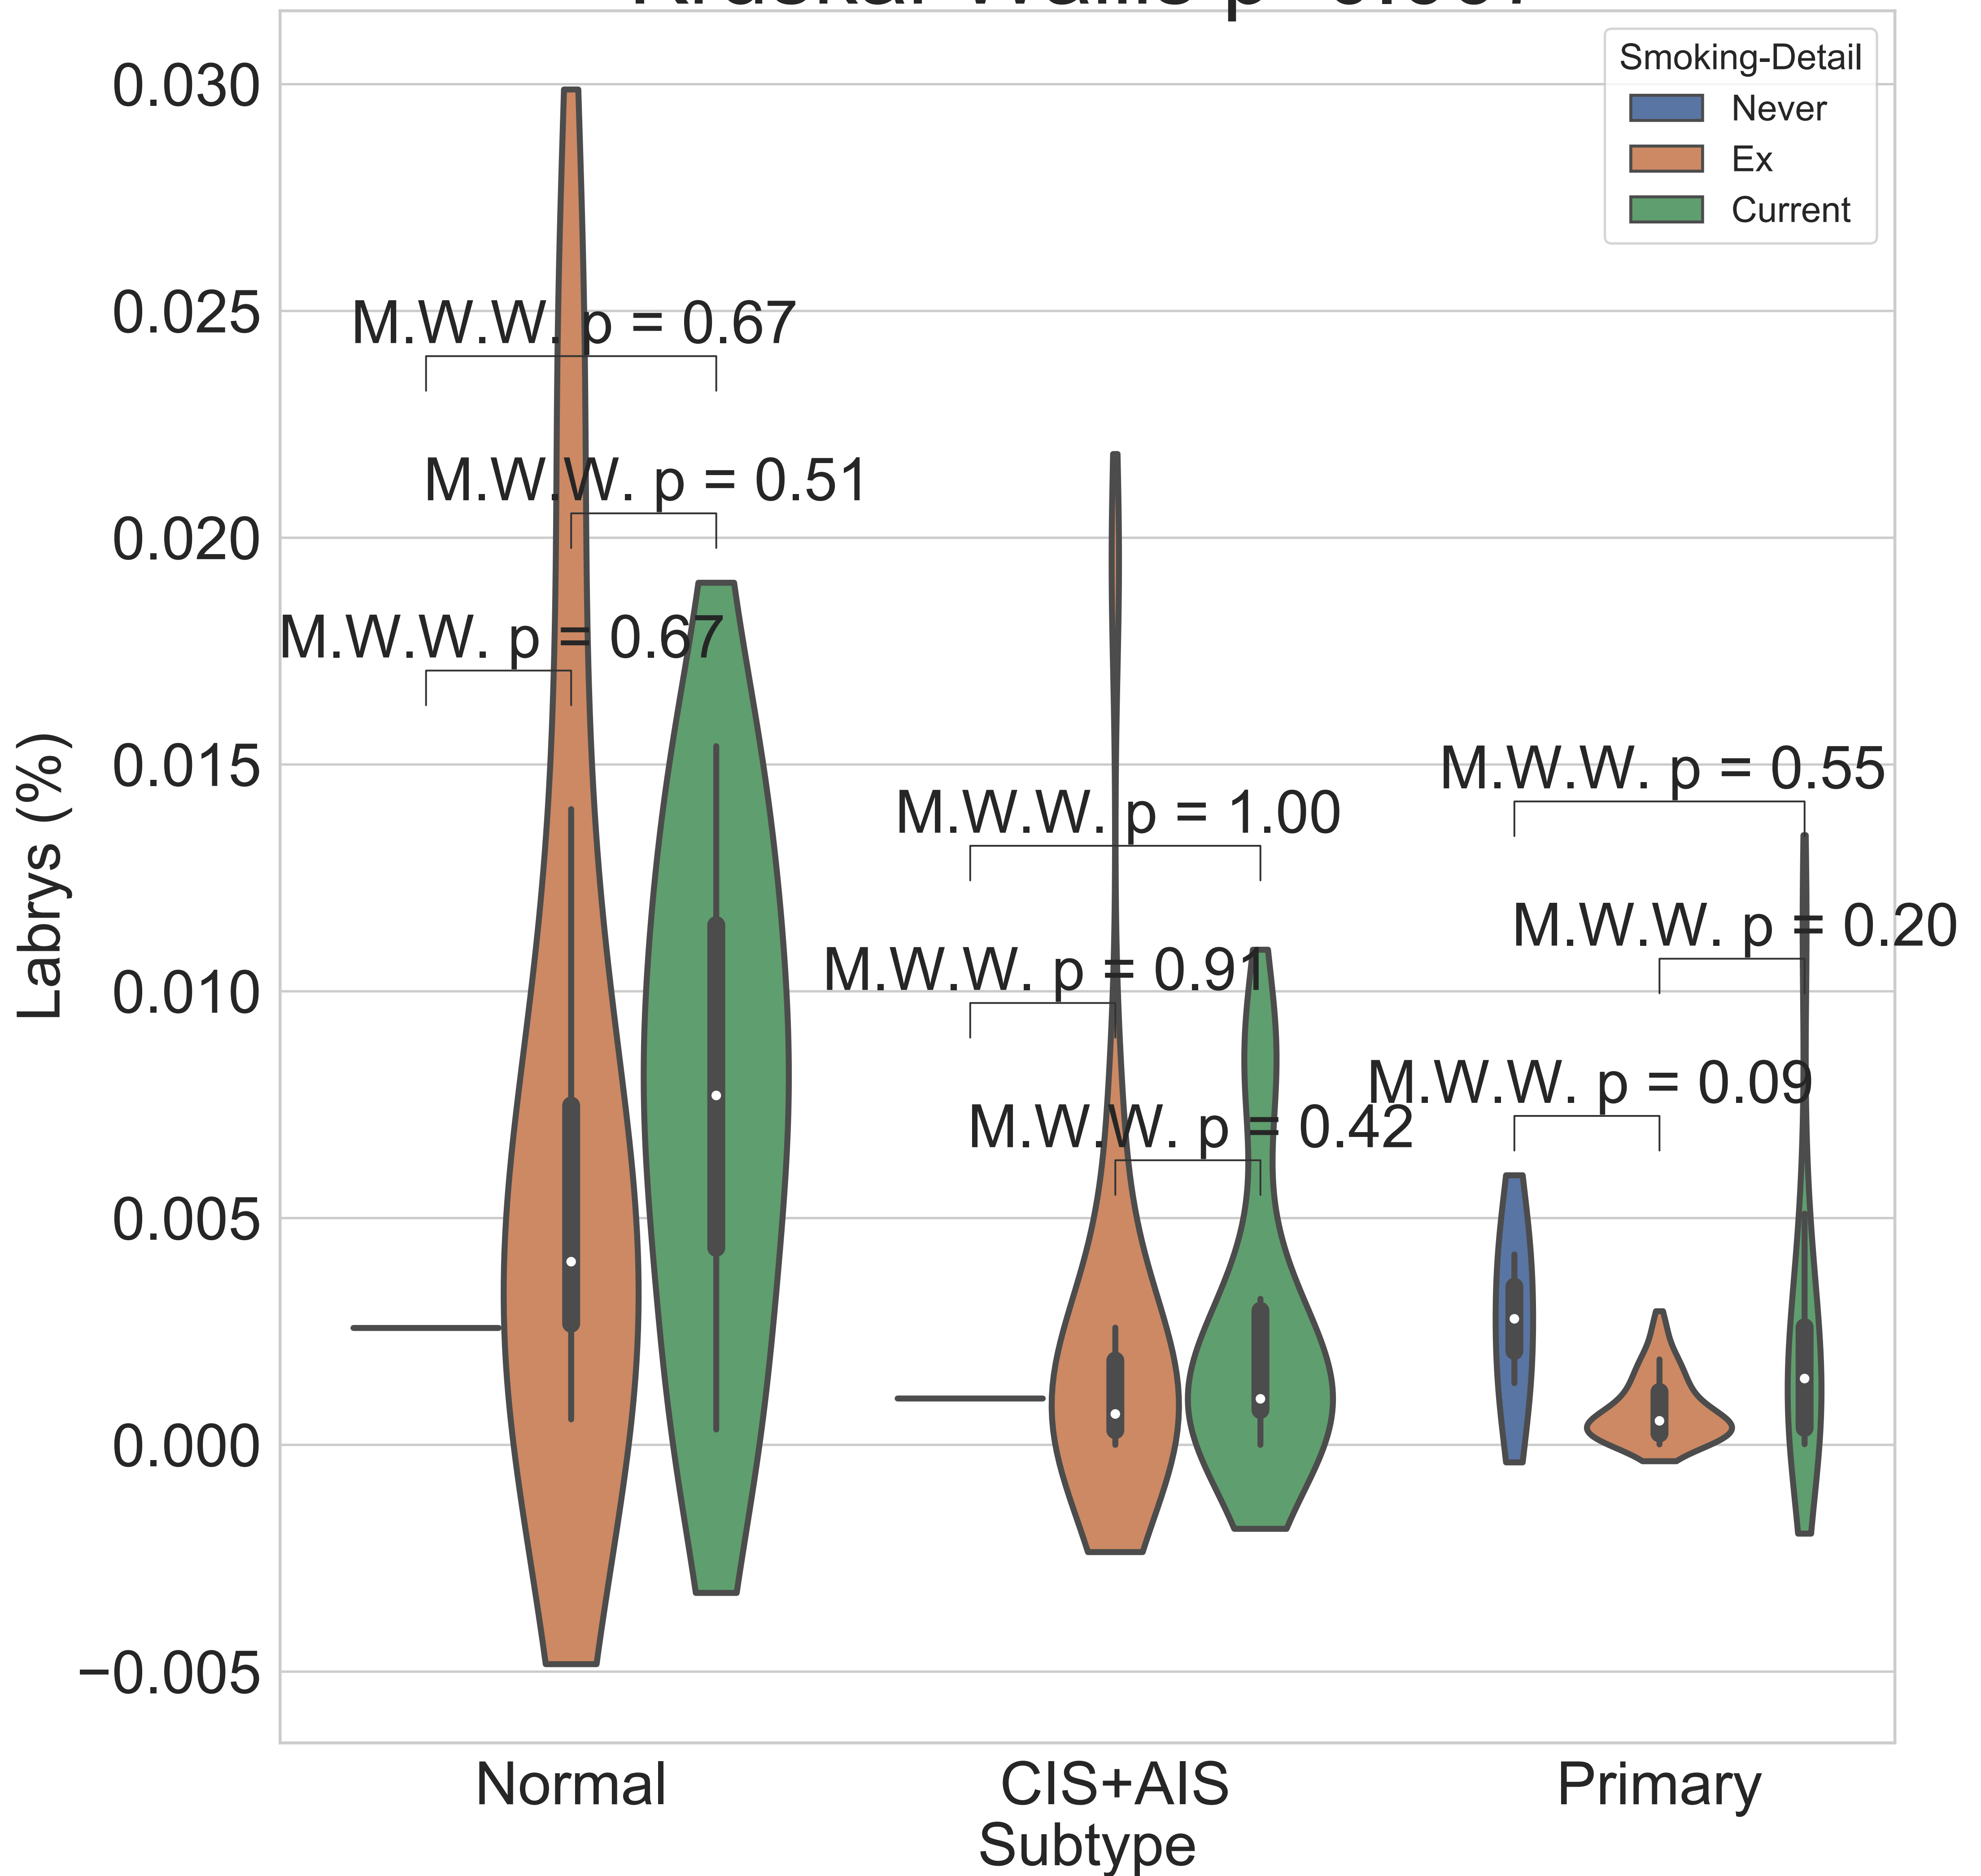 Smoking-Detail
Never
Ex
Current
0.030
0.025
0.020
0.015
0.010
0.005
0.000
−0.005
Labrys (%)
M.W.W. p = 0.67
M.W.W. p = 0.51
M.W.W. p = 0.67
M.W.W. p = 1.00
M.W.W. p = 0.91
M.W.W. p = 0.42
M.W.W. p = 0.55
M.W.W. p = 0.20
M.W.W. p = 0.09
Normal
CIS+AIS
Primary
Subtype